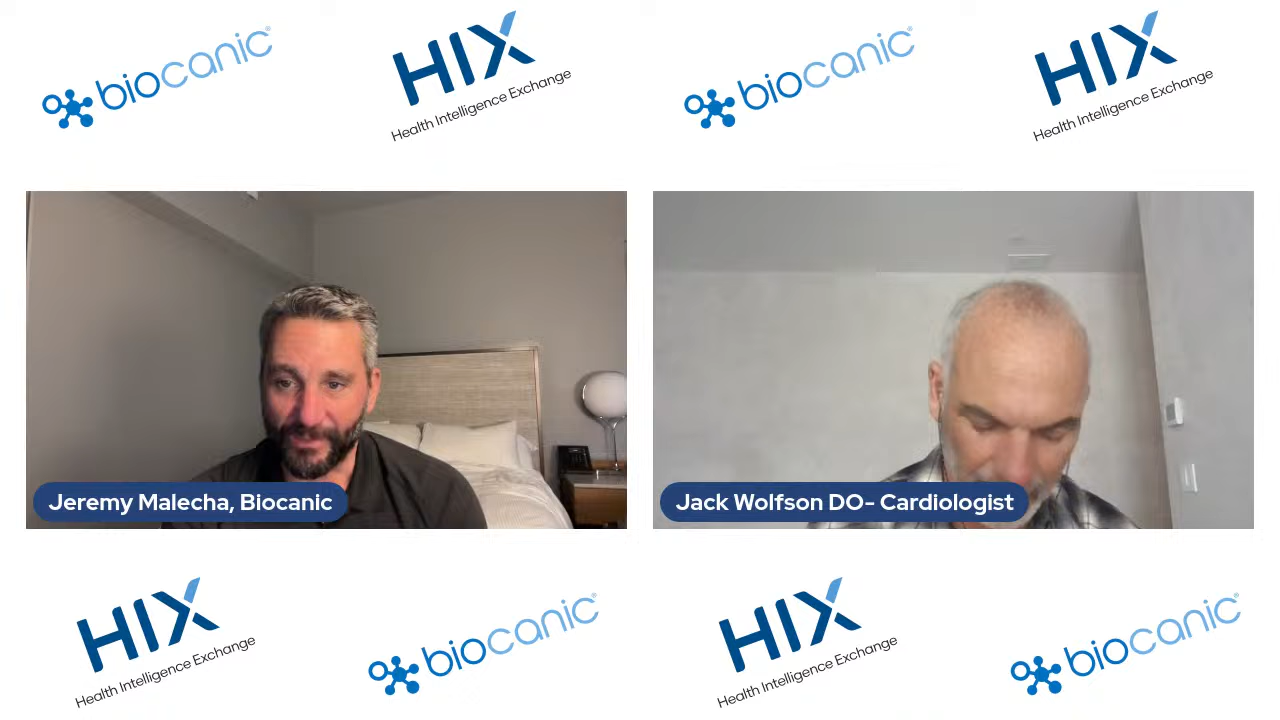 biocanic®
HIX
Health Intelligence Exchange
biocanic®
HIX
Health Intelligence Exchange
Jeremy Malecha, Biocanic
Jack Wolfson DO- Cardiologist
HIX
Health Intelligence Exchange
biocanic®
HIX
Health Intelligence Exchange
biocanic®